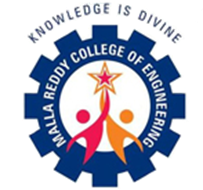 KNOWLEDGE IS DIVINE
MALLA REDDY COLLEGE OF ENGINEERING